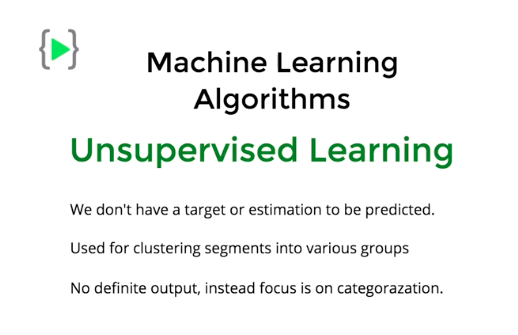 Machine Learning
Algorithms
Unsupervised Learning
We don't have a target or estimation to be predicted.
Used for clustering segments into various groups
No definite output, instead focus is on categorazation.